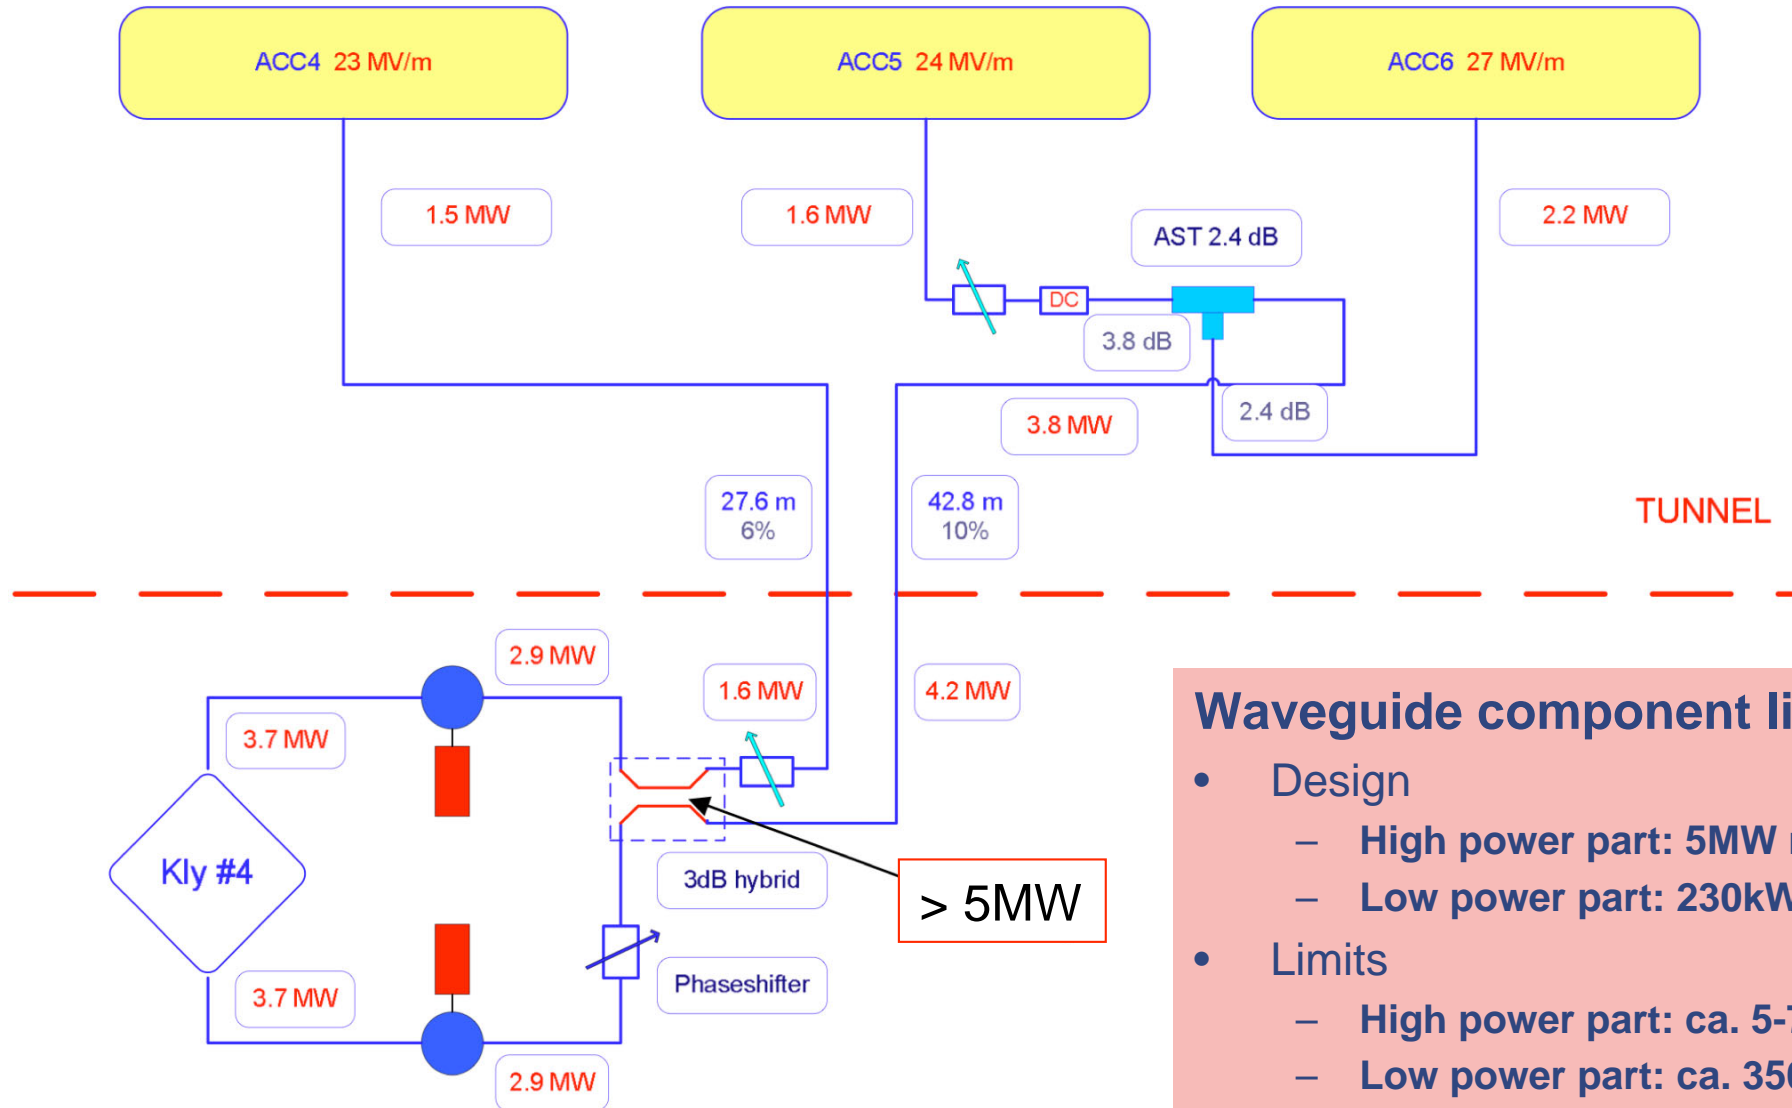 ACC4 23 MV/m
ACC5 24 MV/m
ACC6 27 MV/m
1.5 MW
1.6 MW
2.2 MW
AST 2.4 dB
DC
3.8 dB
2.4 dB
3.8 MW
27.6 m
6%
42.8 m
10%
TUNNEL
2.9 MW
1.6 MW
4.2 MW
3.7 MW
Kly #4
3dB hybrid
> 5MW
Phaseshifter
3.7 MW
2.9 MW
Waveguide component li
• Design
– High power part: 5MW
– Low power part: 230kW
• Limits
– High power part: ca. 5-7
– Low power part: ca. 350